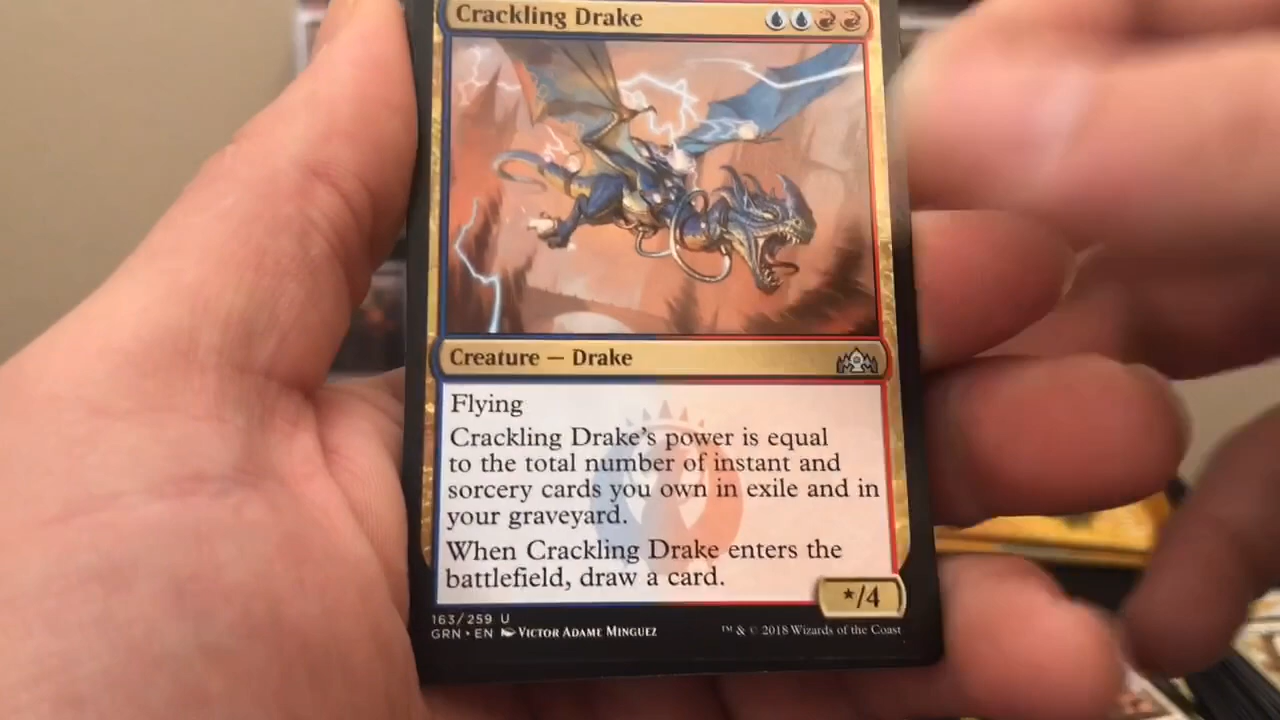 Crackling Drake
Creature — Drake
Flying
Crackling Drake's power is equal
to the total number of instant and
sorcery cards you own in exile and in
your graveyard.
When Crackling Drake enters the
battlefield, draw a card.
*/4
163/259 U
GRN • EN Victor Adame Minguez
™ & © 2018 Wizards of the Coast